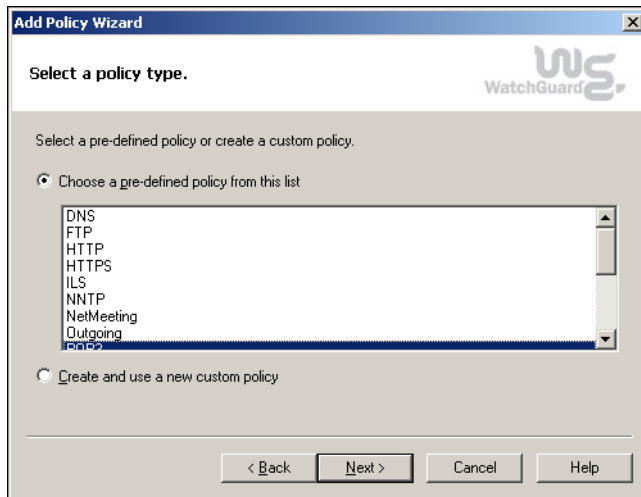 Add Policy Wizard
Select a policy type.
WatchGuard
Select a pre-defined policy or create a custom policy.
Choose a pre-defined policy from this list
DNS
FTP
HTTP
HTTPS
ILS
NNTP
NetMeeting
Outgoing
Create and use a new custom policy
< Back
Next >
Cancel
Help